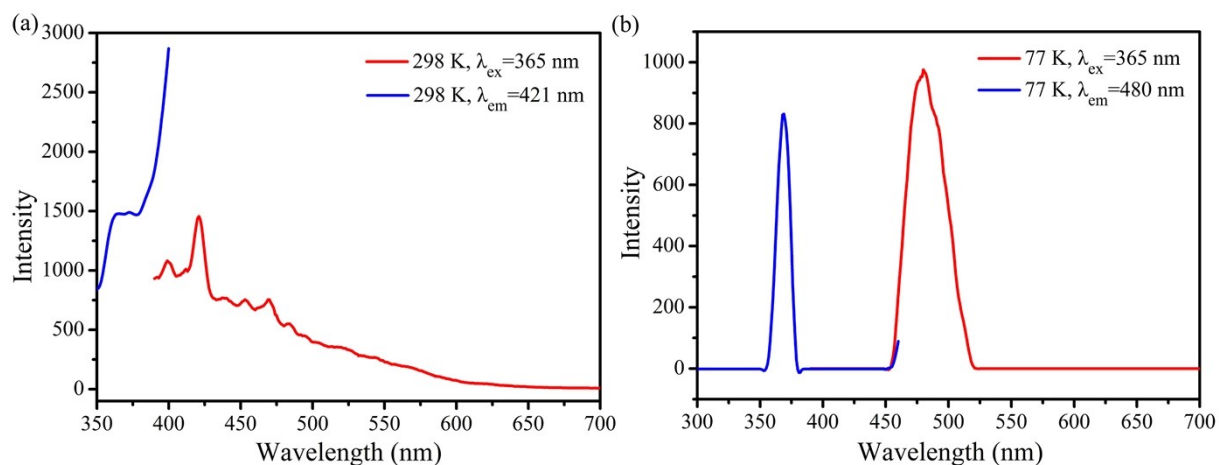 (a)
298 K, λex=365 nm
298 K, λem=421 nm
3000
2500
2000
1500
1000
500
0
Intensity
350 400 450 500 550 600 650 700
Wavelength (nm)
(b)
77 K, λex=365 nm
77 K, λem=480 nm
1000
800
600
400
200
0
Intensity
300 350 400 450 500 550 600 650 700
Wavelength (nm)